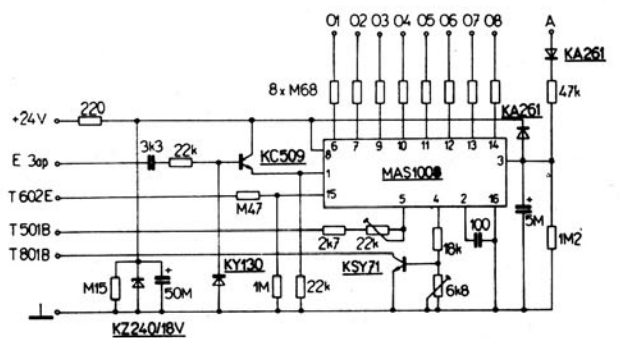 O1 O2 O3 O4 O5 O6 O7 O8 A
KA261
8 x M68
47k
KA261
220
+24V
3k3 22k
KC509
6 7 9 10 11 12 13 14
8
MAS1008
3
E 3ap
1
T602E
15
M47
5 4 2 16
+
5M
T501B
2k7 22k
100
1M2
18k
T801B
KY130
KSY71
+
M15
50M
1M
22k
6k8
KZ240/18V